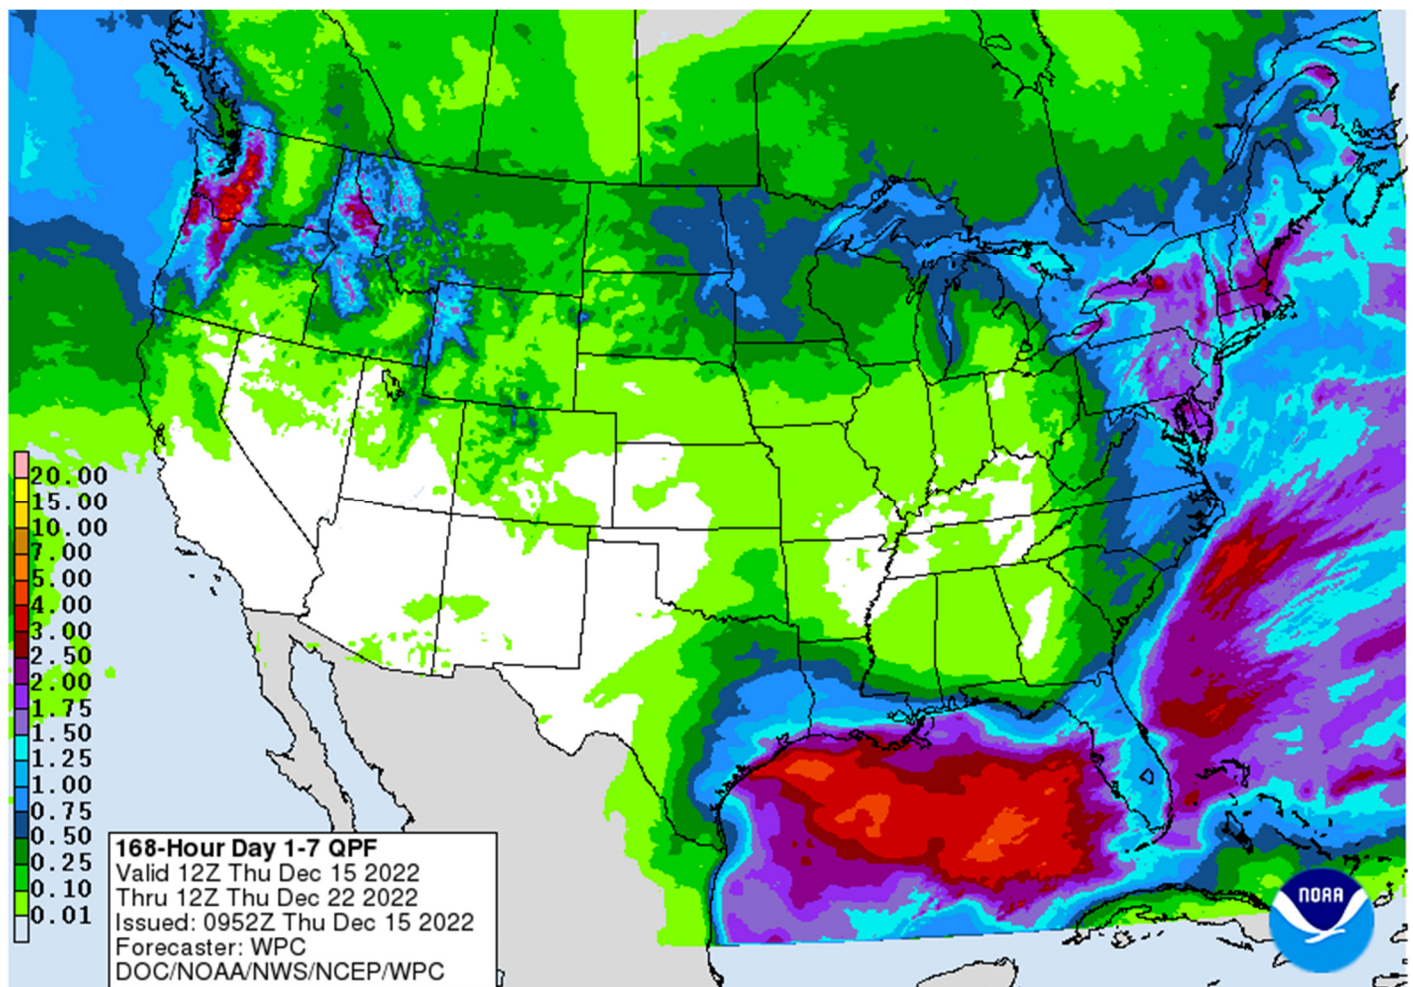 20.00
15.00
10.00
7.00
5.00
4.00
3.00
2.50
2.00
1.75
1.50
1.25
1.00
0.75
0.50
0.25
0.10
0.01
168-Hour Day 1-7 QPF
Valid 12Z Thu Dec 15 2022
Thru 12Z Thu Dec 22 2022
Issued: 0952Z Thu Dec 15 2022
Forecaster: WPC
DOC/NOAA/NWS/NCEP/WPC
NOAA